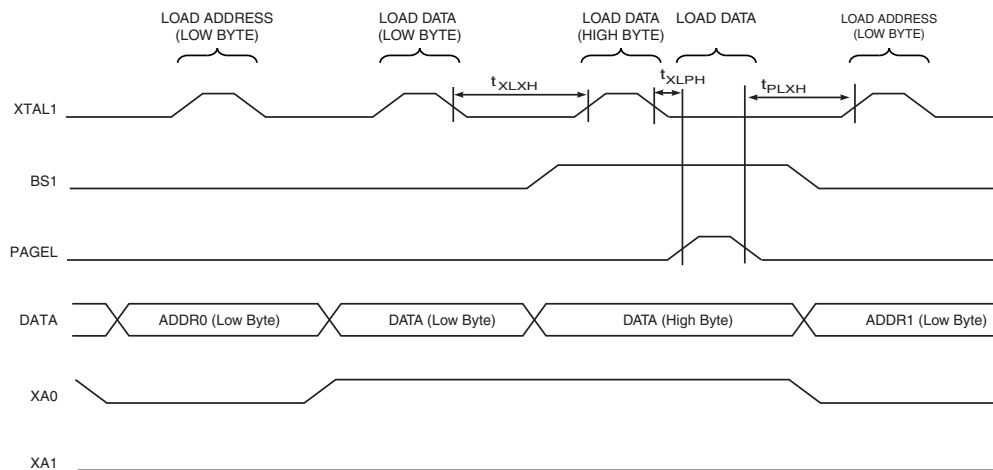 LOAD ADDRESS
(LOW BYTE)
LOAD DATA
(LOW BYTE)
LOAD DATA
(HIGH BYTE)
LOAD DATA
LOAD ADDRESS
(LOW BYTE)
tXLXH
tXLPH
tPLXH
XTAL1
BS1
PAGEL
DATA
ADDR0 (Low Byte)
DATA (Low Byte)
DATA (High Byte)
ADDR1 (Low Byte)
XA0
XA1